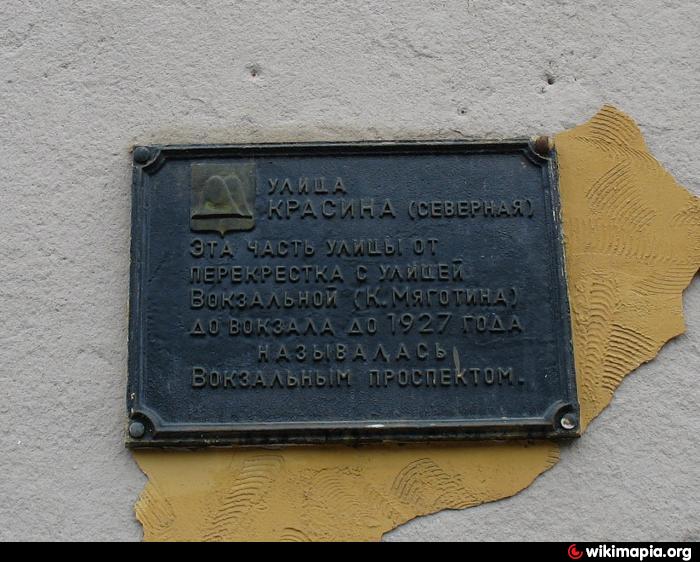 УЛИЦА
КРАСИНА (СЕВЕРНАЯ)
ЭТА ЧАСТЬ УЛИЦЫ ОТ
ПЕРЕКРЕСТКА С УЛИЦЕЙ
ВОКЗАЛЬНОЙ (К. МЯГОТИНА)
ДО ВОКЗАЛА ДО 1927 ГОДА
НАЗЫВАЛАСЬ
ВОКЗАЛЬНЫМ ПРОСПЕКТОМ.
wikimapia.org